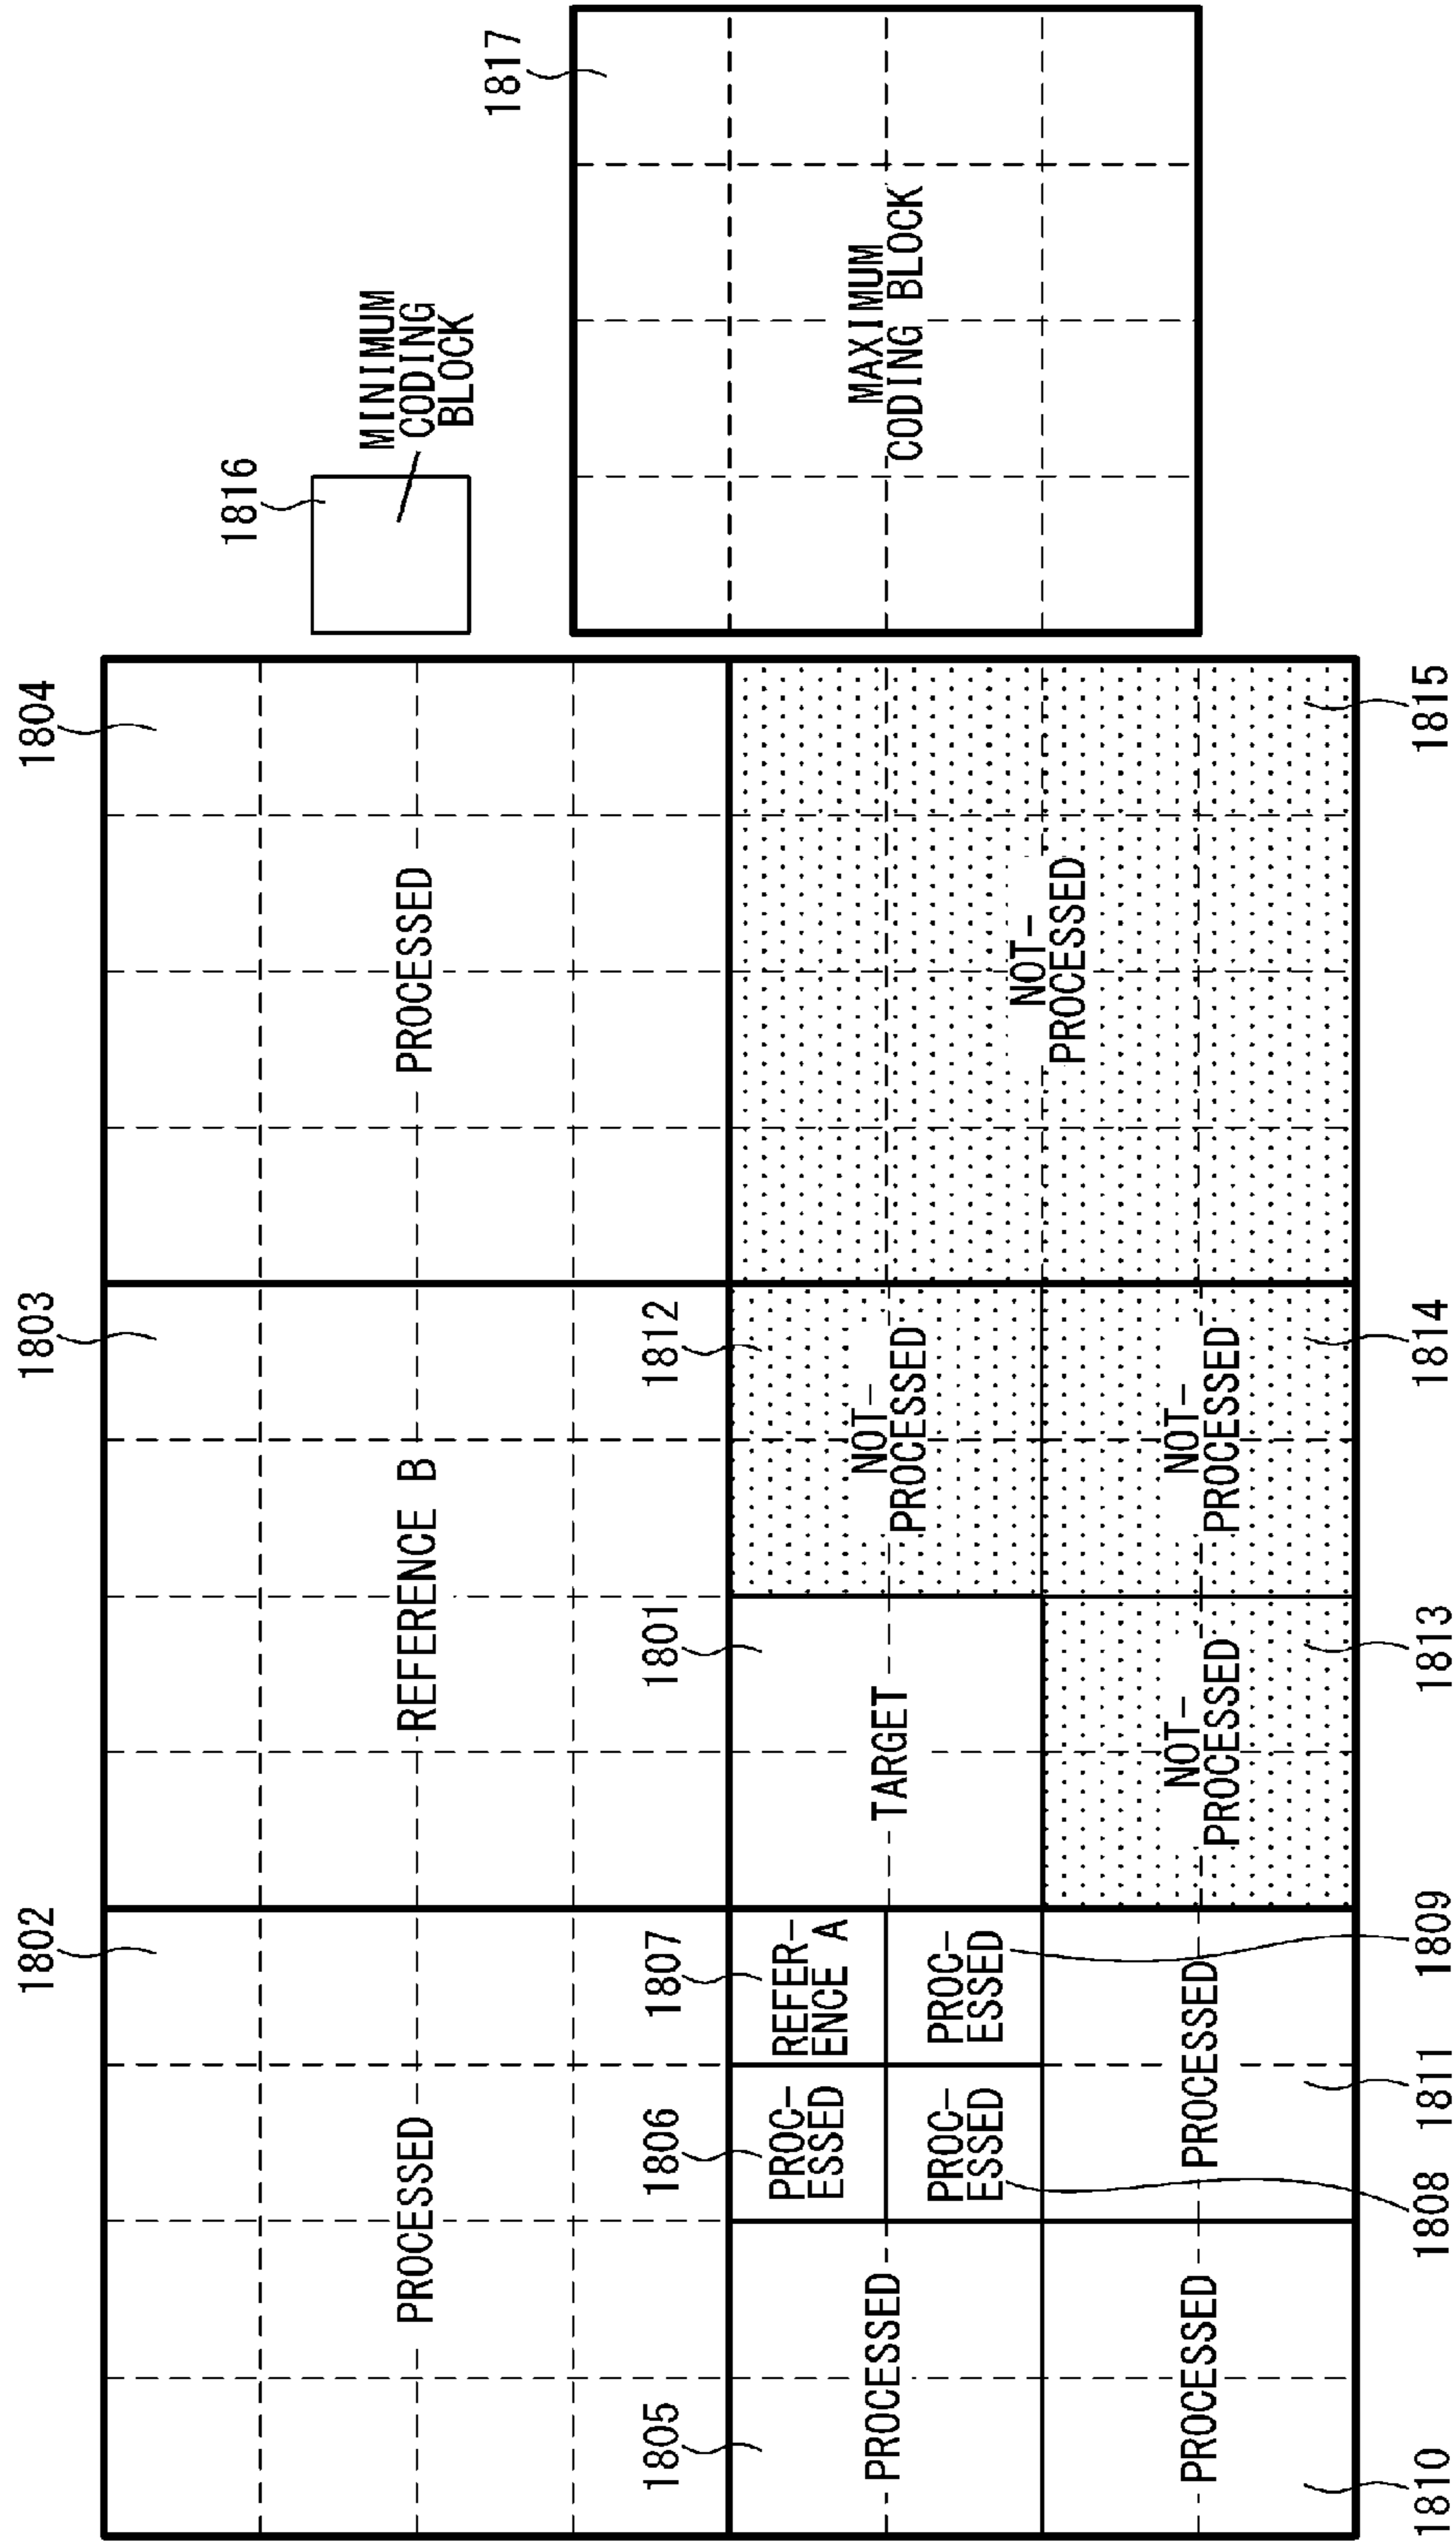 1802
1803
1804
PROCESSED
REFERENCE B
PROCESSED
1816
MINIMUM
CODING
BLOCK
1817
MAXIMUM
CODING BLOCK
1805
1806
1807
1801
1812
PROCESSED
PROC-
ESSED
REFER-
ENCE A
PROC-
ESSED
PROC-
ESSED
TARGET
NOT-
PROCESSED
NOT-
PROCESSED
PROCESSED
PROCESSED
NOT-
PROCESSED
NOT-
PROCESSED
1810
1808
1811
1809
1813
1814
1815